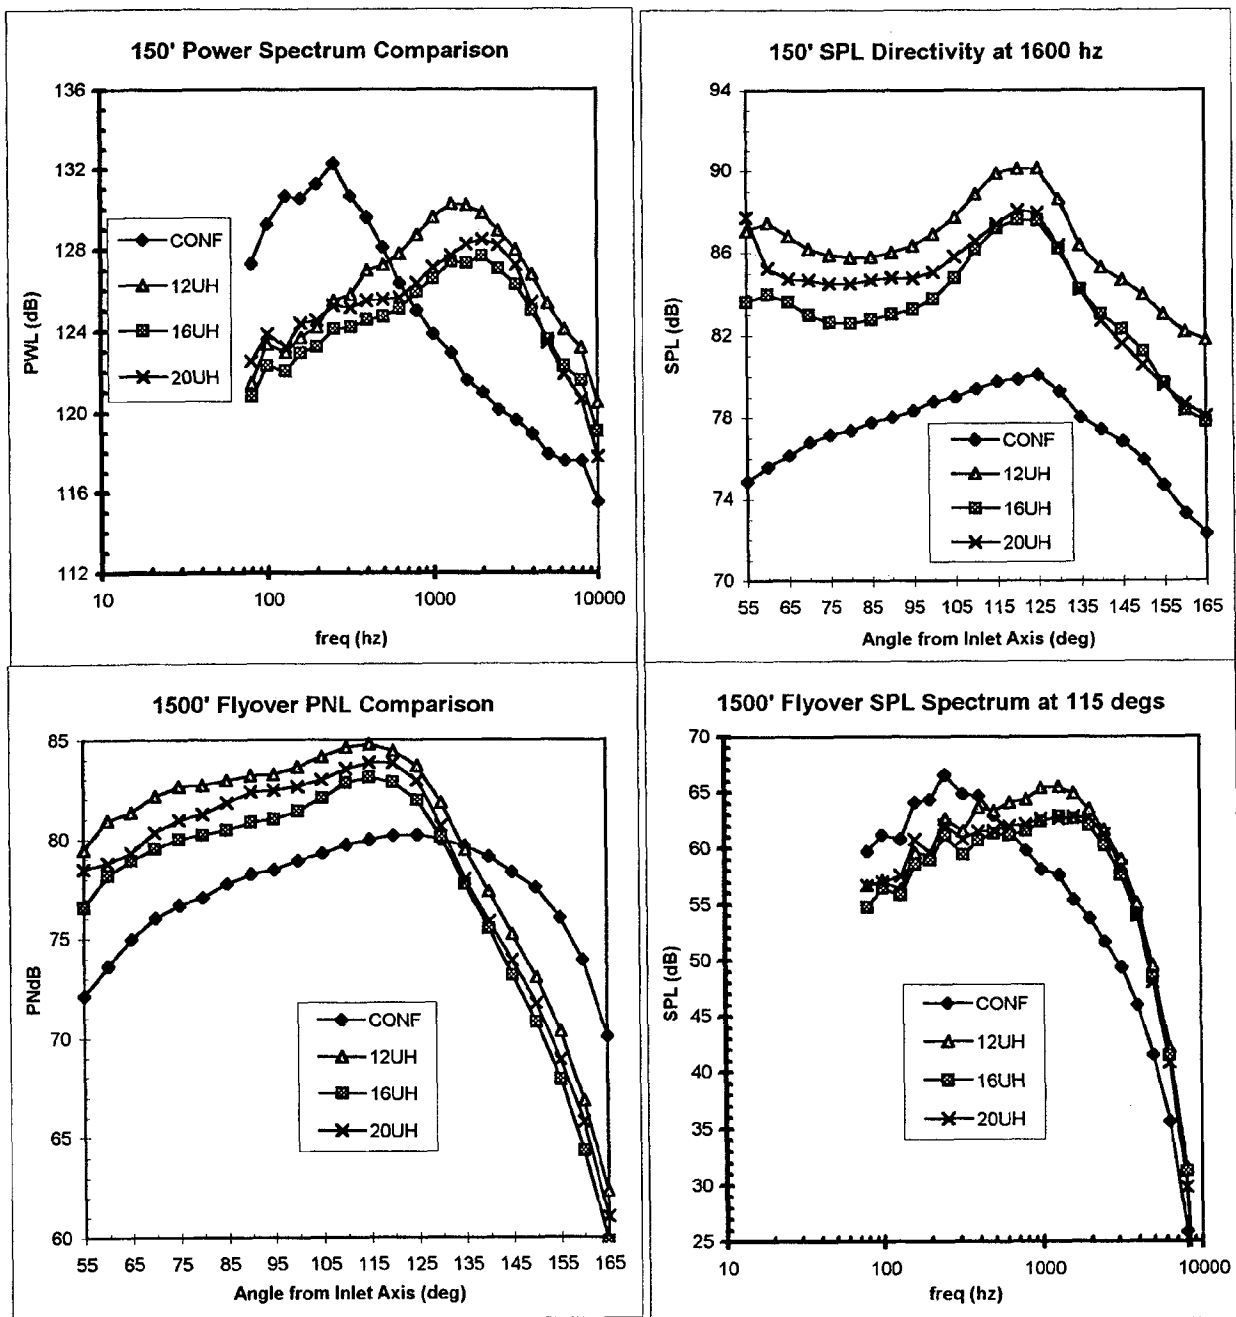 150' Power Spectrum Comparison
136
132
128
124
120
116
112
PWL (dB)
CONF
12UH
16UH
20UH
10
100
1000
10000
freq (hz)
150' SPL Directivity at 1600 hz
94
90
86
82
78
74
70
SPL (dB)
CONF
12UH
16UH
20UH
55 65 75 85 95 105 115 125 135 145 155 165
Angle from Inlet Axis (deg)
1500' Flyover PNL Comparison
85
80
75
70
65
60
PNdB
CONF
12UH
16UH
20UH
55 65 75 85 95 105 115 125 135 145 155 165
Angle from Inlet Axis (deg)
1500' Flyover SPL Spectrum at 115 degs
70
65
60
55
50
45
40
35
30
25
SPL (dB)
CONF
12UH
16UH
20UH
10
100
1000
10000
freq (hz)